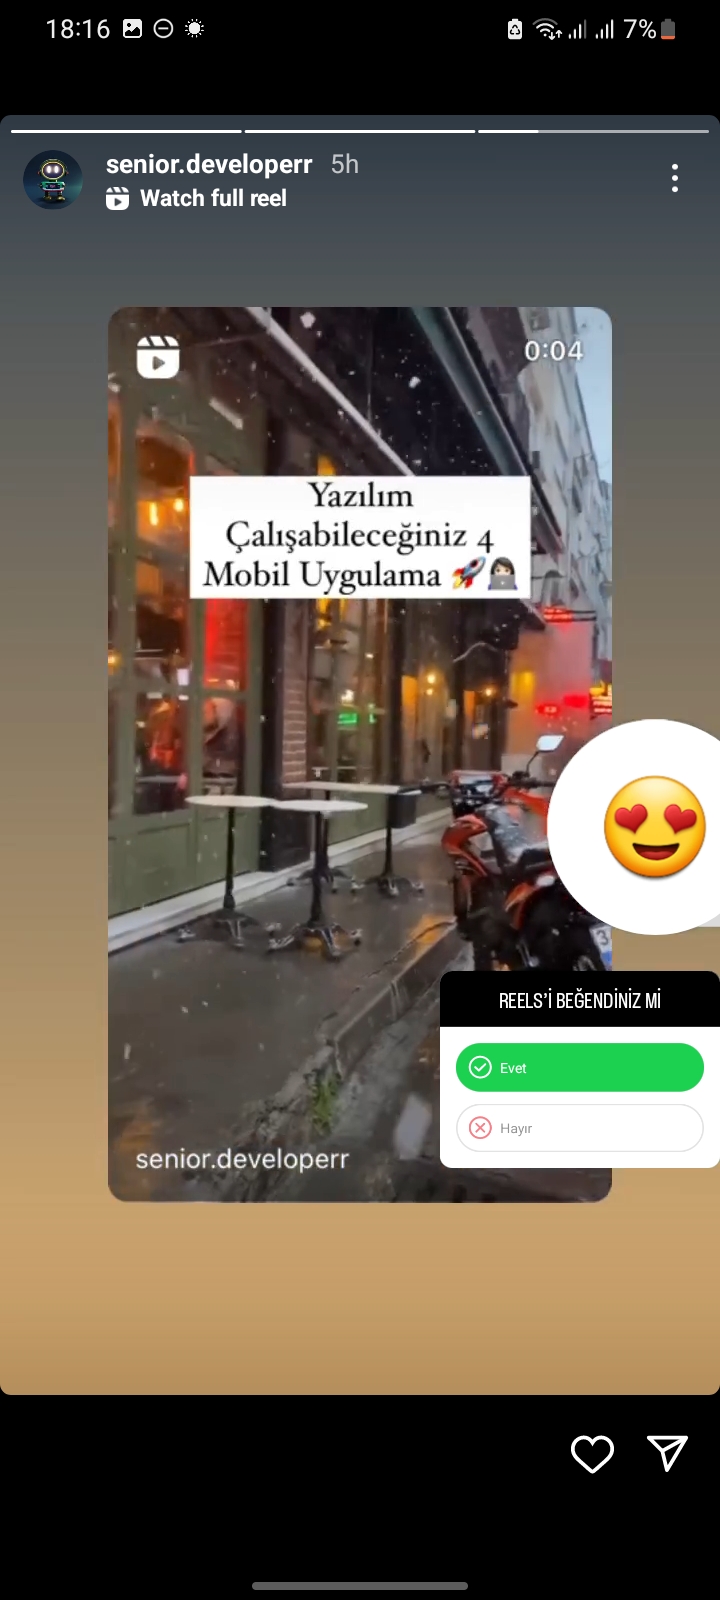 18:16
7%
senior.developerr 5h
Watch full reel
0:04
Yazılım
Çalışabileceğiniz 4
Mobil Uygulama 🚀👩🏻‍💻
REELS'İ BEĞENDİNİZ Mİ
Evet
Hayır
senior.developerr